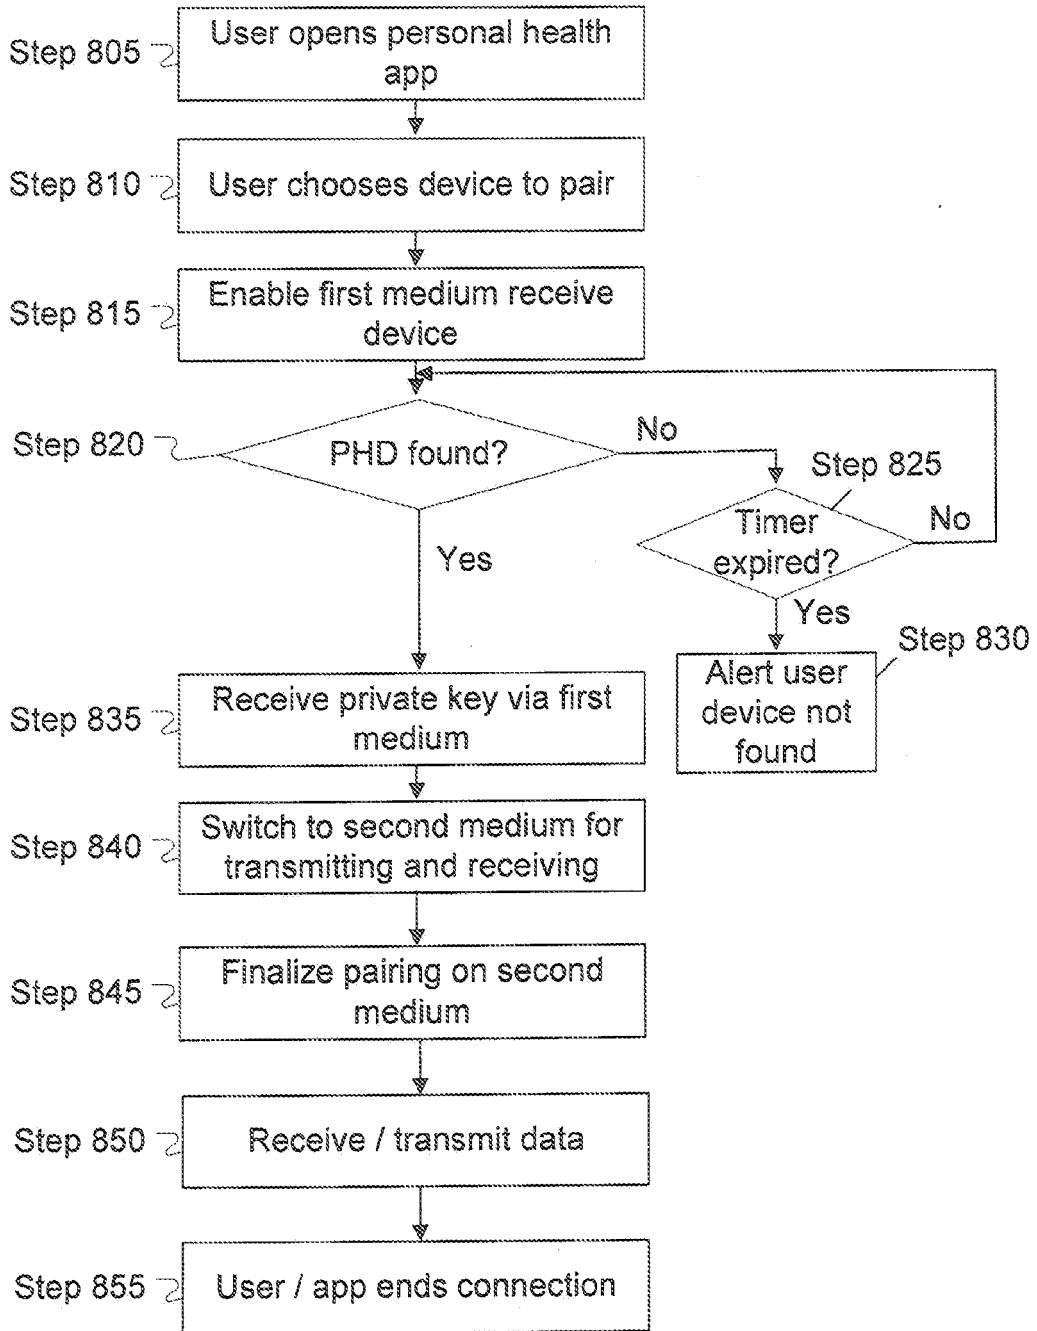 Step 805
User opens personal health
app
Step 810
User chooses device to pair
Step 815
Enable first medium receive
device
Step 820
PHD found?
No
Step 825
Timer
expired?
No
Yes
Yes
Step 830
Alert user
device not
found
Step 835
Receive private key via first
medium
Step 840
Switch to second medium for
transmitting and receiving
Step 845
Finalize pairing on second
medium
Step 850
Receive / transmit data
Step 855
User / app ends connection